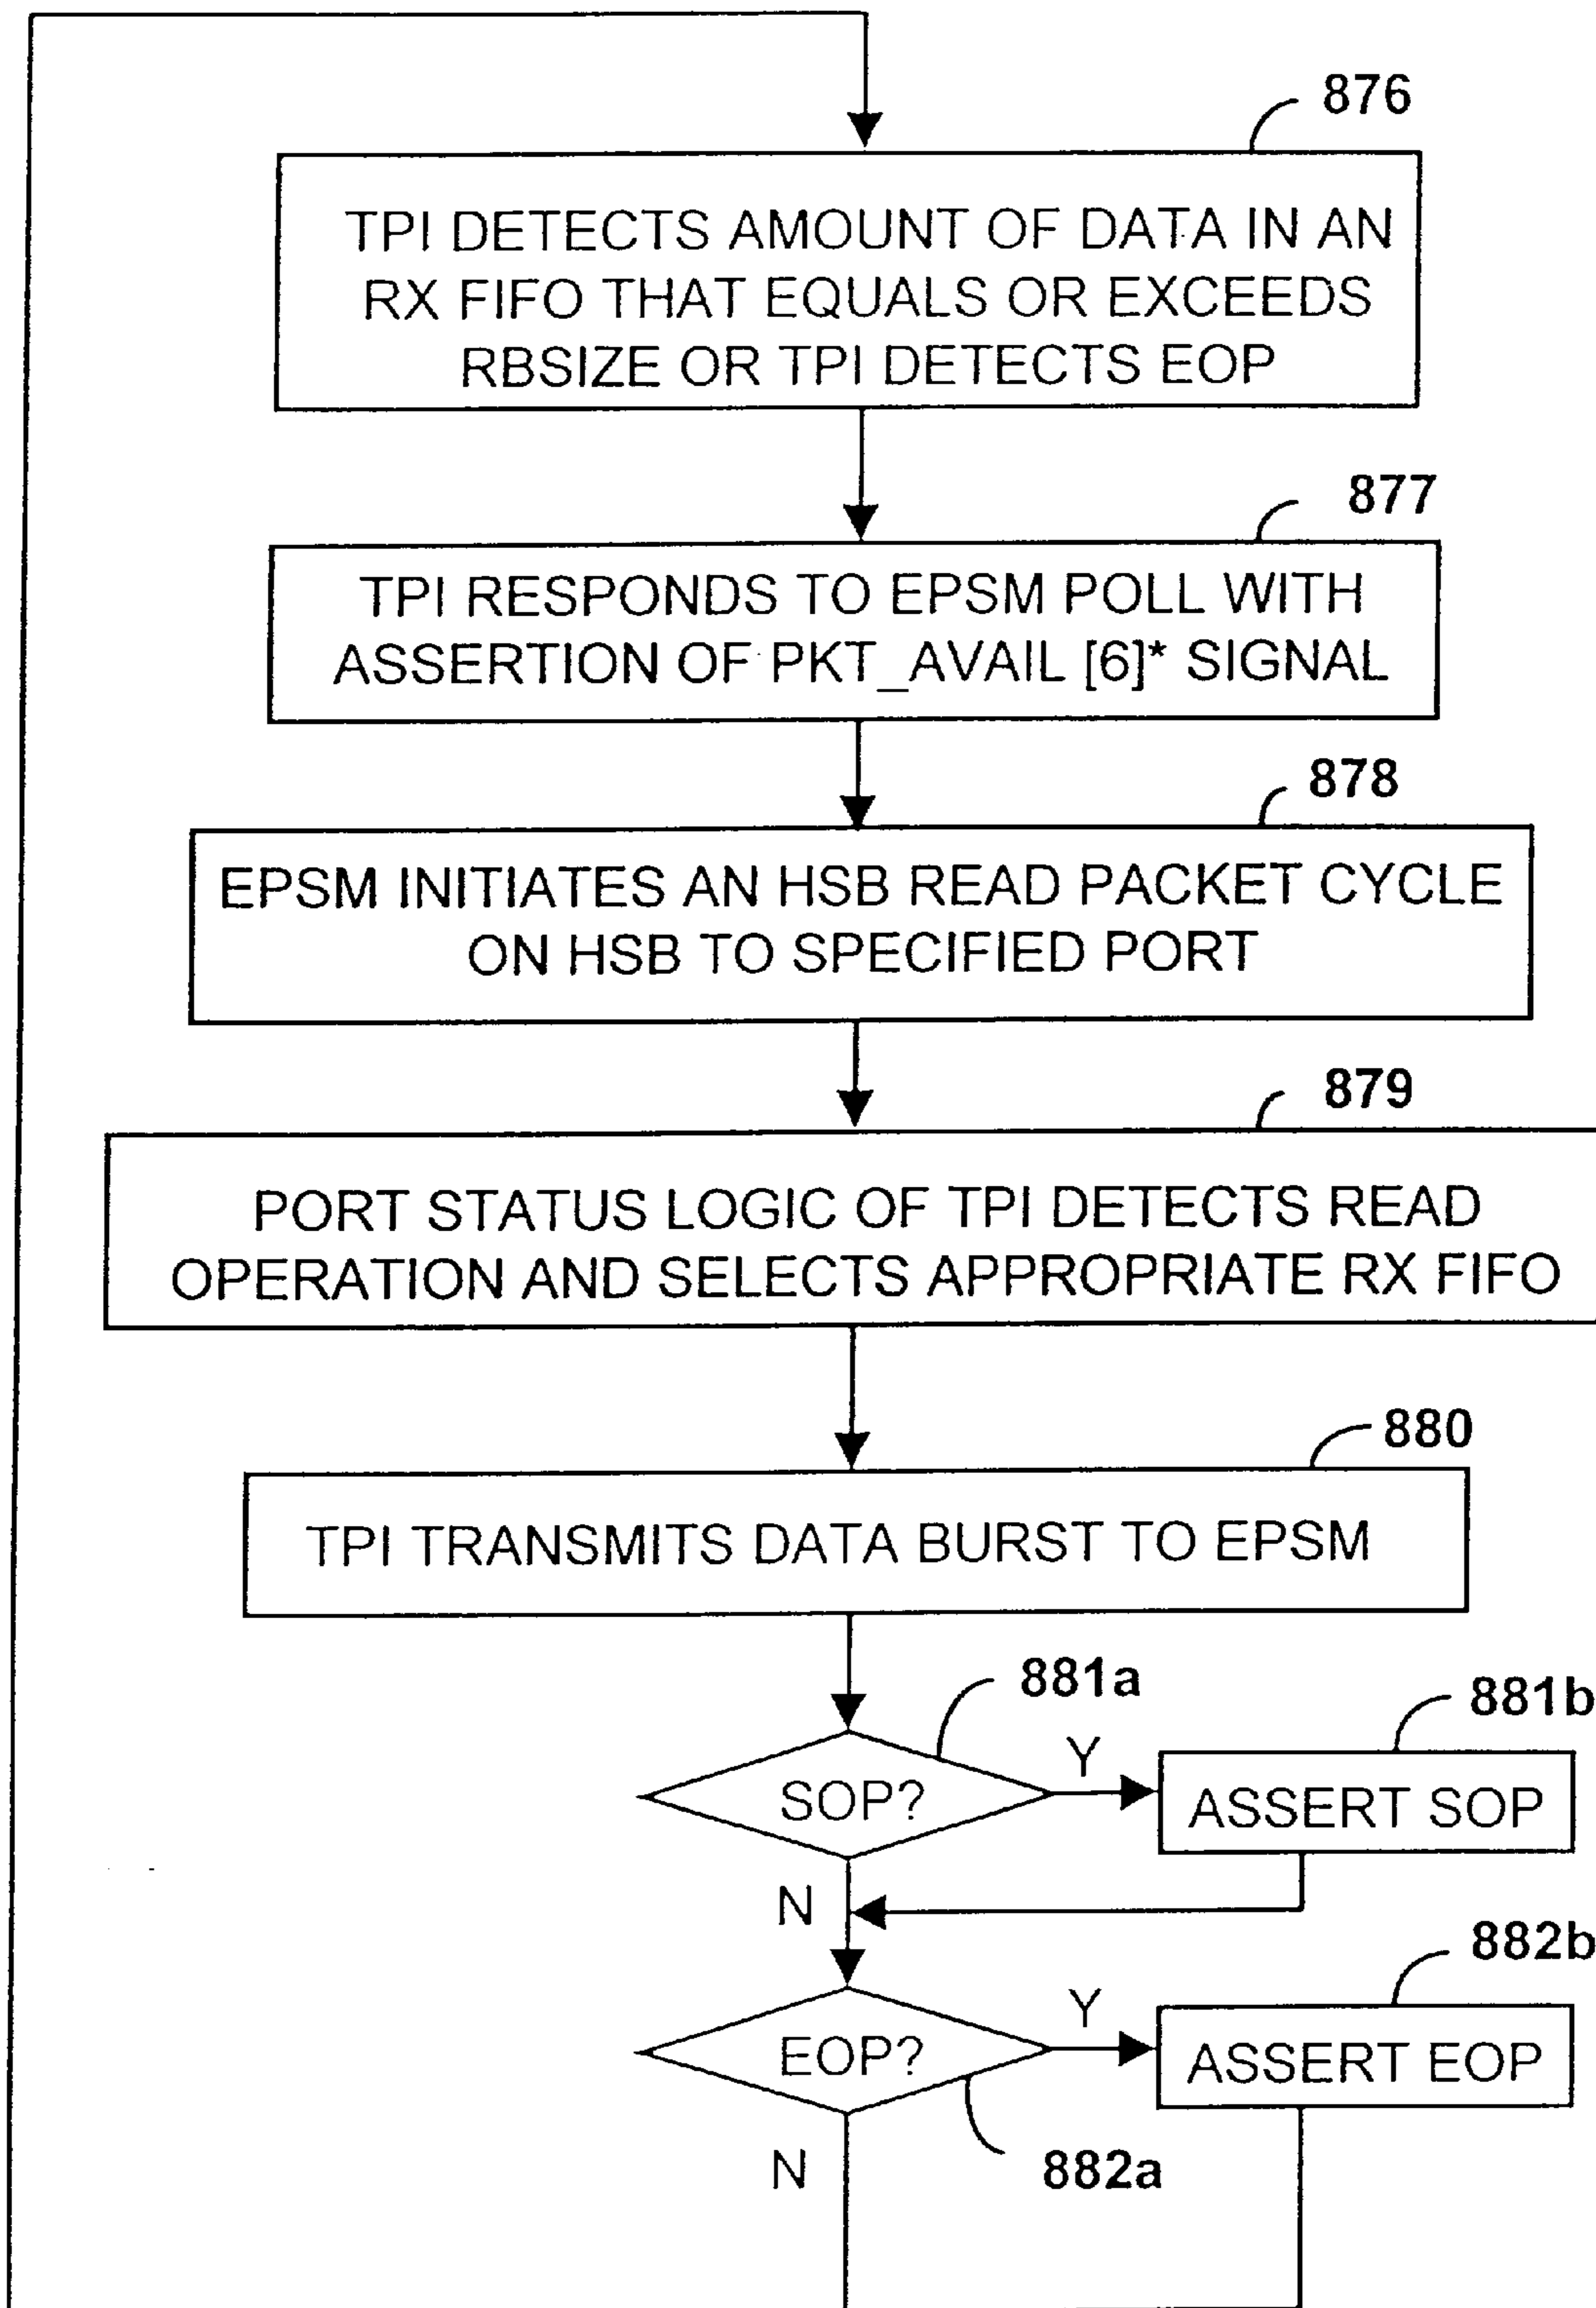 876
TPI DETECTS AMOUNT OF DATA IN AN
RX FIFO THAT EQUALS OR EXCEEDS
RBSIZE OR TPI DETECTS EOP
877
TPI RESPONDS TO EPSM POLL WITH
ASSERTION OF PKT_AVAIL [6]* SIGNAL
878
EPSM INITIATES AN HSB READ PACKET CYCLE
ON HSB TO SPECIFIED PORT
879
PORT STATUS LOGIC OF TPI DETECTS READ
OPERATION AND SELECTS APPROPRIATE RX FIFO
880
TPI TRANSMITS DATA BURST TO EPSM
881a
881b
SOP?
Y
ASSERT SOP
N
882b
EOP?
Y
ASSERT EOP
N
882a